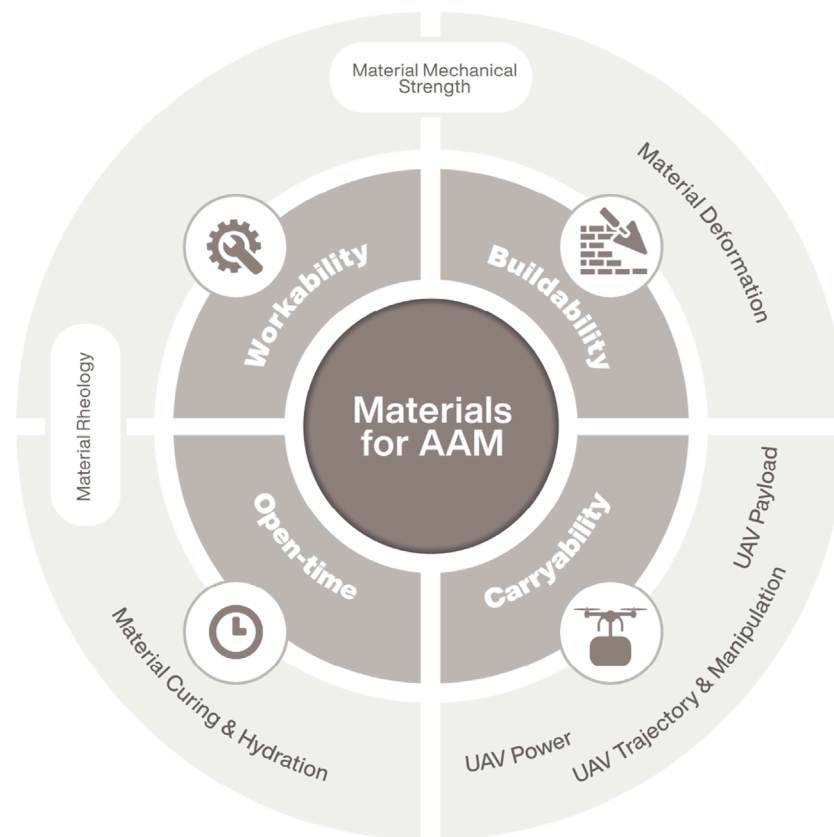 Material Mechanical
Strength
Material Deformation
Workability
Buildability
Material Rheology
Materials
for AAM
Open-time
Carryability
UAV Payload
Material Curing & Hydration
UAV Power
UAV Trajectory & Manipulation